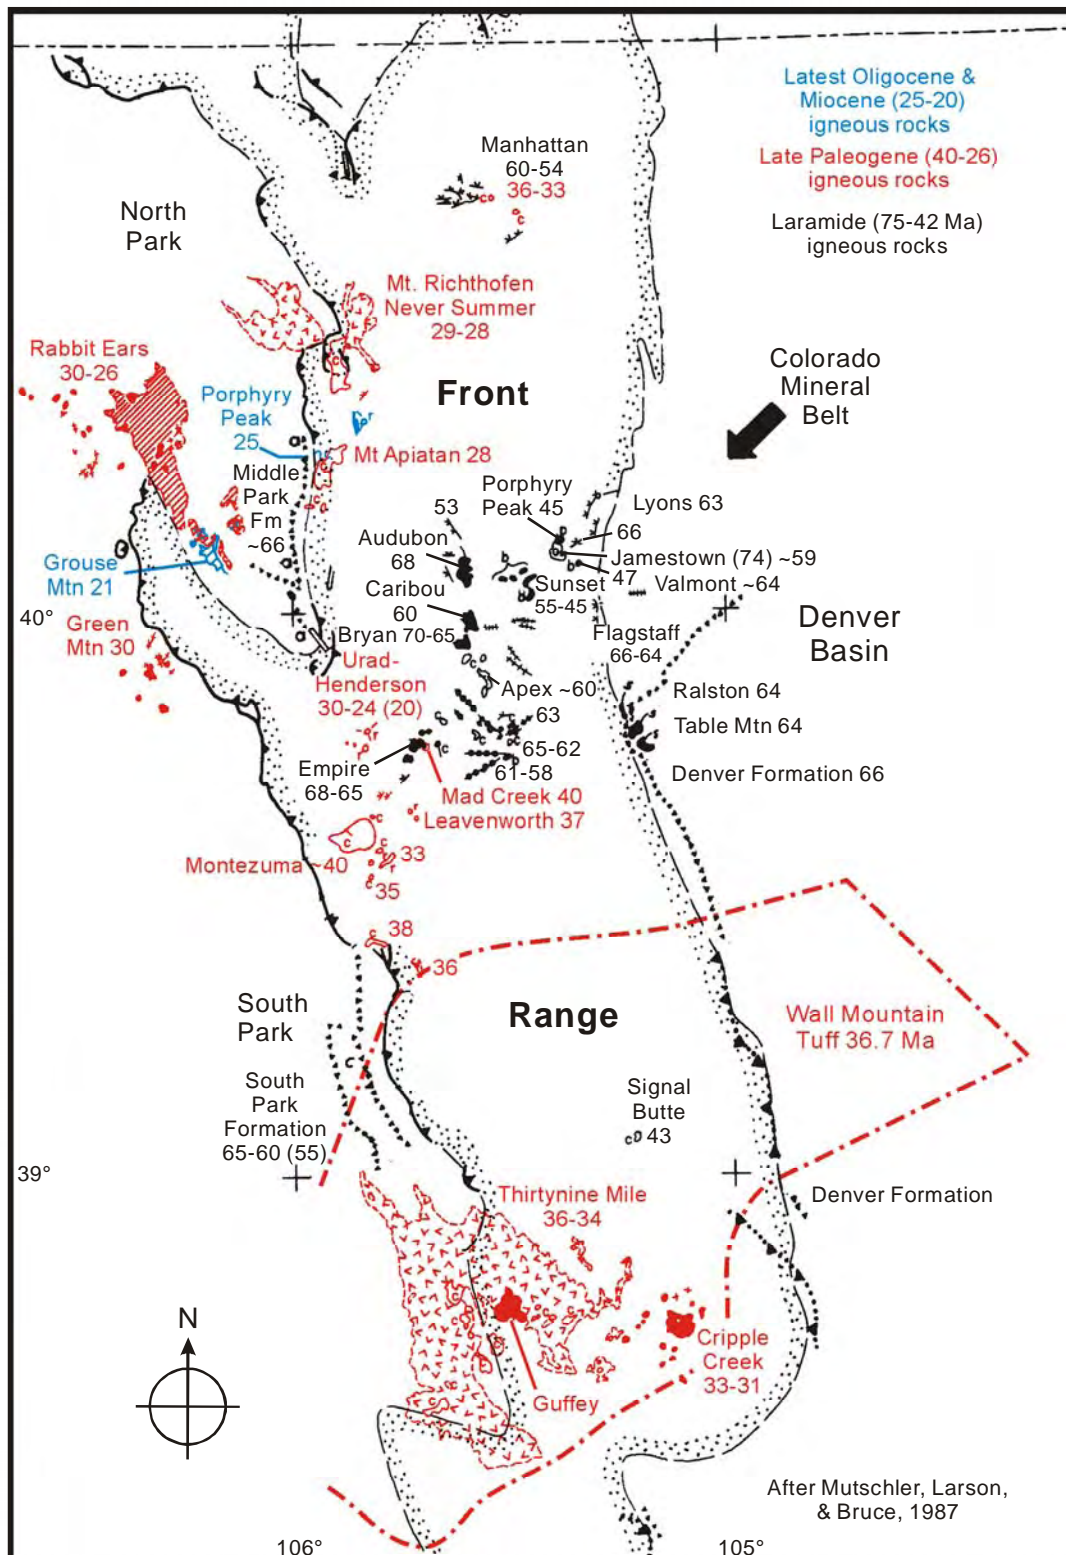 Latest Oligocene &
Miocene (25-20)
igneous rocks
Late Paleogene (40-26)
igneous rocks
Laramide (75-42 Ma)
igneous rocks
Manhattan
60-54
36-33
North
Park
Mt. Richthofen
Never Summer
29-28
Rabbit Ears
30-26
Colorado
Mineral
Belt
Front
Porphyry
Peak
25
Mt Apiatan 28
Middle
Park
Fm
~66
Porphyry
Peak 45
Lyons 63
53
66
Audubon
68
Jamestown (74) ~59
47
Grouse
Mtn 21
Caribou
60
Sunset
55-45
Valmont ~64
40°
Green
Mtn 30
Bryan 70-65
Flagstaff
66-64
Denver
Basin
Urad-
Henderson
30-24 (20)
Apex ~60
Ralston 64
63
Table Mtn 64
65-62
Empire
68-65
61-58
Denver Formation 66
Mad Creek 40
Leavenworth 37
Montezuma ~40
33
35
38
36
South
Park
Range
Wall Mountain
Tuff 36.7 Ma
South
Park
Formation
65-60 (55)
Signal
Butte
43
39°
Thirtynine Mile
36-34
Denver Formation
N
Cripple
Creek
33-31
Guffey
After Mutschler, Larson,
& Bruce, 1987
106°
105°